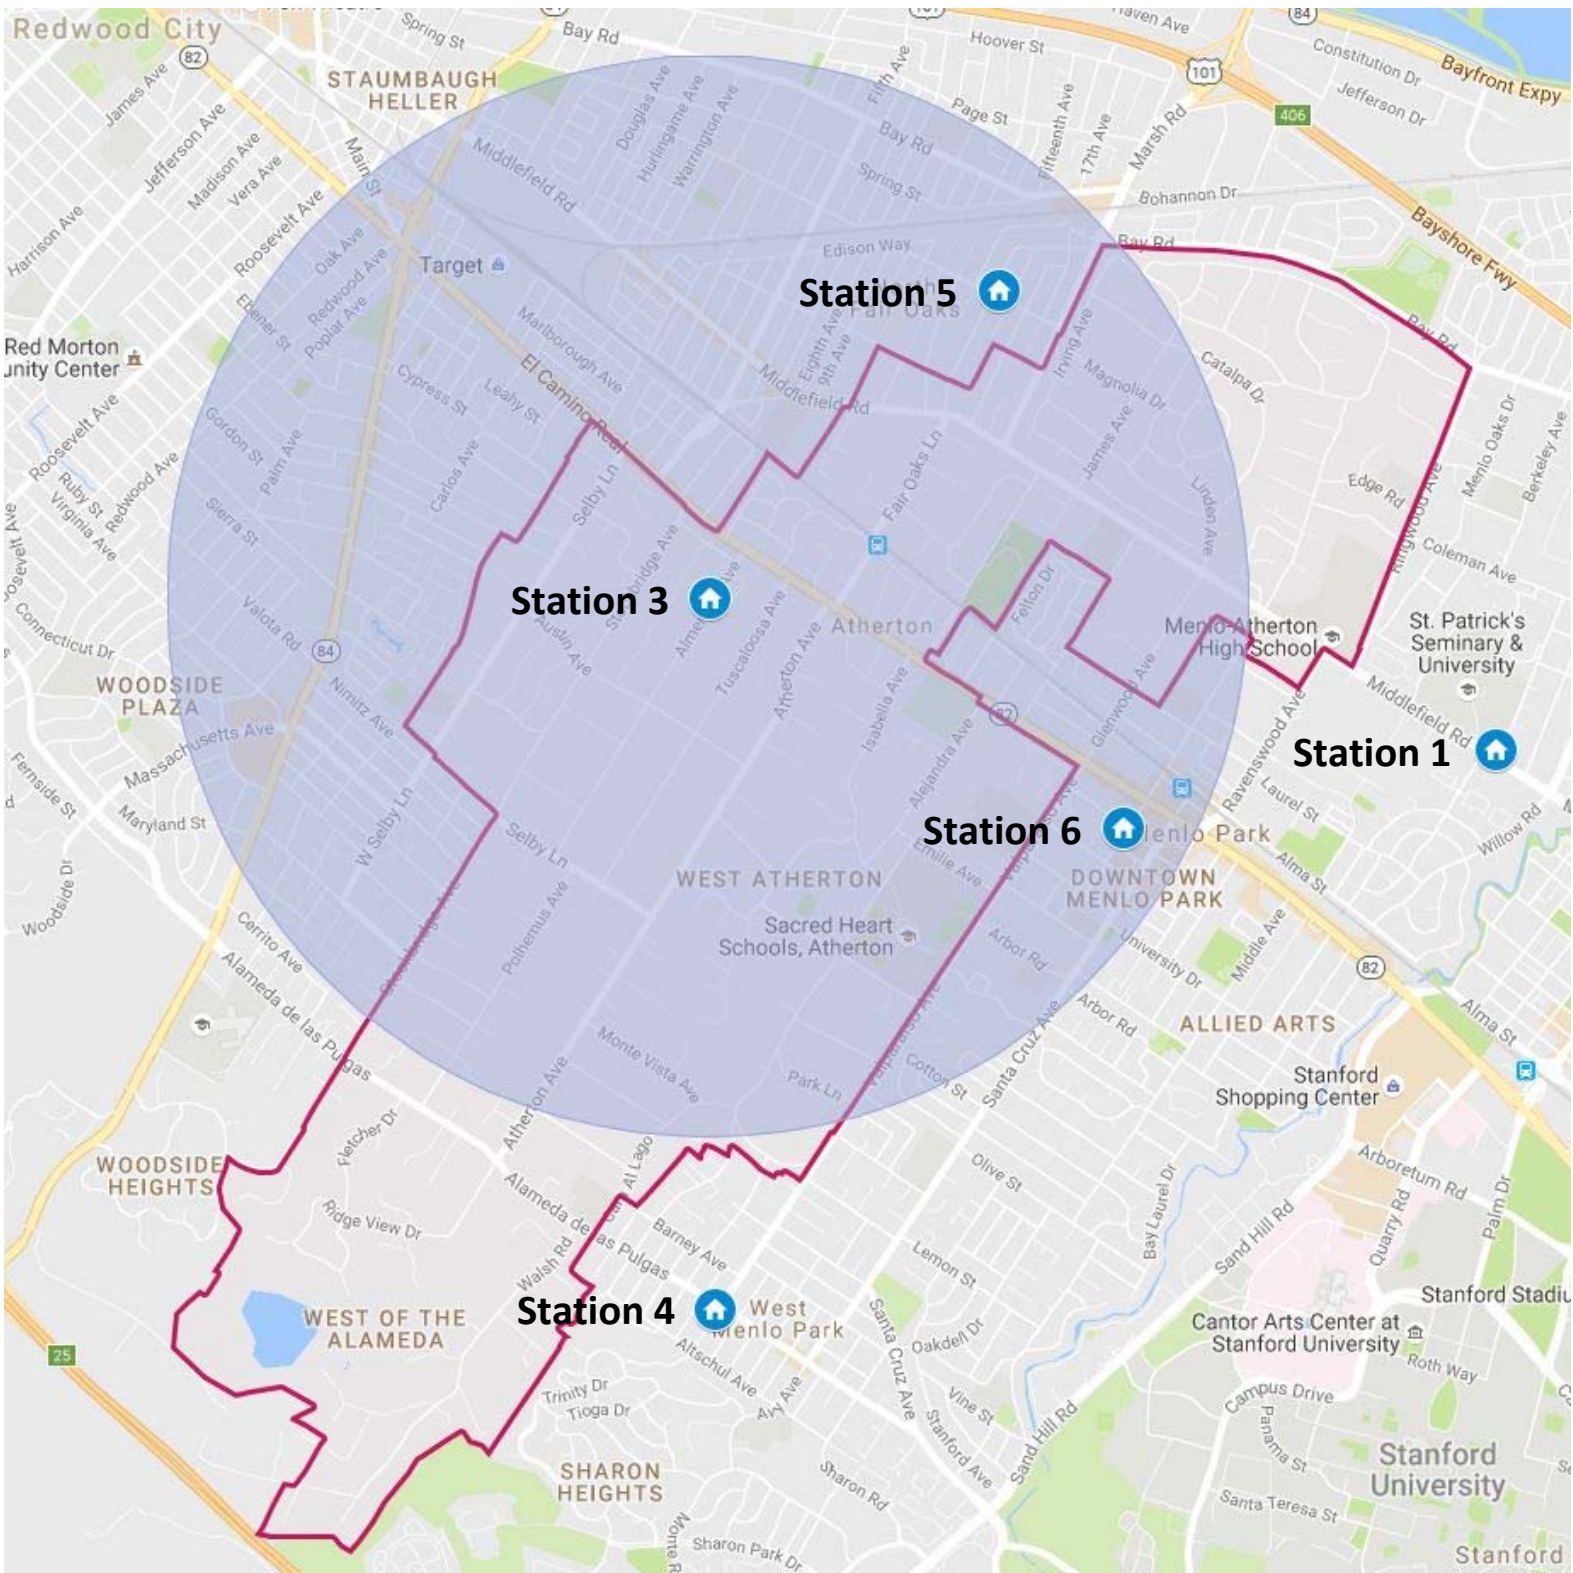 Redwood City
Spring St
Bay Rd
Hoover St
Haven Ave
84
Constitution Dr
Bayfront Expy
Jefferson Dr
82
STAUMBAUGH
HELLER
James Ave
Jefferson Ave
Madison Ave
Vera Ave
Main St
Douglas Ave
Hurlingame Ave
Warrington Ave
Fifth Ave
Page St
Bay Rd
Fifteenth Ave
17th Ave
Marsh Rd
101
406
Middlefield Rd
Spring St
Bohannon Dr
Bayshore Fwy
Harrison Ave
Roosevelt Ave
Oak Ave
Redwood Ave
Poplar Ave
Ebener St
Target
Edison Way
Bay Rd
Station 5
Fair Oaks
Red Morton
unity Center
Marlborough Ave
El Camino Real
Eighth Ave
9th Ave
Middlefield Rd
Irving Ave
Magnolia Dr
Catalpa Dr
Bay Rd
Cypress St
Leahy St
Roosevelt Ave
Gordon St
Palm Ave
Carlos Ave
Selby Ln
Fair Oaks Ln
James Ave
Menlo Oaks Dr
Berkeley Ave
Ruby St
Virginia Ave
Redwood Ave
Sierra St
Linden Ave
Edge Rd
Ringwood Ave
Coleman Ave
Station 3
Austin Ave
Tuscaloosa Ave
Atherton Ave
Atherton
Felton Dr
Menlo-Atherton
High School
St. Patrick's
Seminary &
University
Connecticut Dr
Valota Rd
84
WOODSIDE
PLAZA
Nimitz Ave
Massachusetts Ave
Isabella Ave
Alejandra Ave
82
Glenwood Ave
Ravenswood Ave
Middlefield Rd
Station 1
Laurel St
Willow Rd
Fernside St
Maryland St
Woodside Dr
W Selby Ln
Selby Ln
Station 6
Menlo Park
Emilie Ave
Valparaiso Ave
Alma St
WEST ATHERTON
DOWNTOWN
MENLO PARK
Sacred Heart
Schools, Atherton
Arbor Rd
University Dr
Middle Ave
82
Cerrito Ave
Alameda de las Pulgas
Stockbridge Ave
Polhemus Ave
Monte Vista Ave
Park Ln
Valparaiso Ave
Cotton St
Santa Cruz Ave
Arbor Rd
ALLIED ARTS
Alma St
Stanford
Shopping Center
Fletcher Dr
Atherton Ave
WOODSIDE
HEIGHTS
Ridge View Dr
Alameda de las Pulgas
Walsh Rd
Barney Ave
Olive St
Lemon St
Bay Laurel Dr
Sand Hill Rd
Arboretum Rd
Quarry Rd
Palm Dr
WEST OF THE
ALAMEDA
Station 4
West
Menlo Park
Altschul Ave
Avy Ave
Santa Cruz Ave
Oakdell Dr
Vine St
Stanford Ave
Cantor Arts Center at
Stanford University
Stanford Stadiu
Roth Way
Campus Drive
Panama St
25
Trinity Dr
Tioga Dr
SHARON
HEIGHTS
Sharon Rd
Sand Hill Rd
Stanford
University
Santa Teresa St
Sharon Park Dr
Stanford